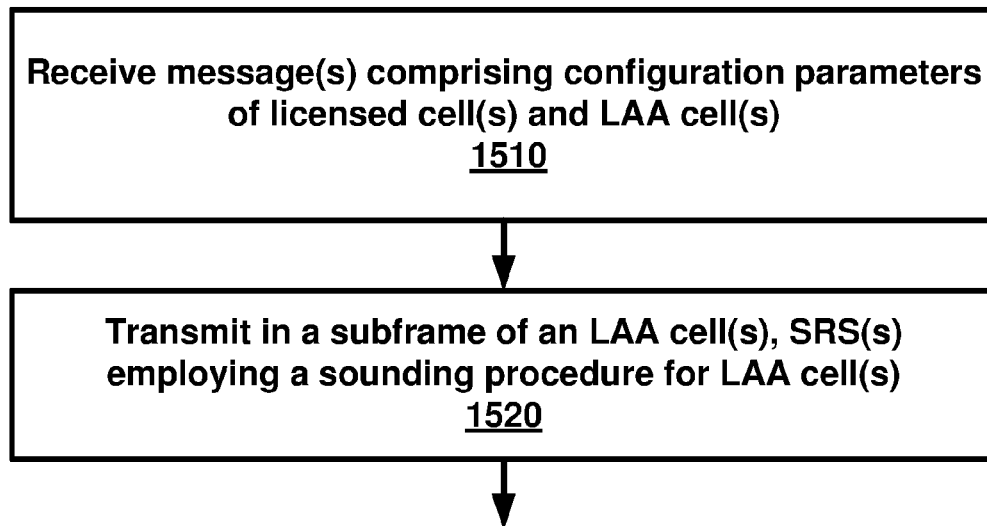 Receive message(s) comprising configuration parameters
of licensed cell(s) and LAA cell(s)
1510
Transmit in a subframe of an LAA cell(s), SRS(s)
employing a sounding procedure for LAA cell(s)
1520